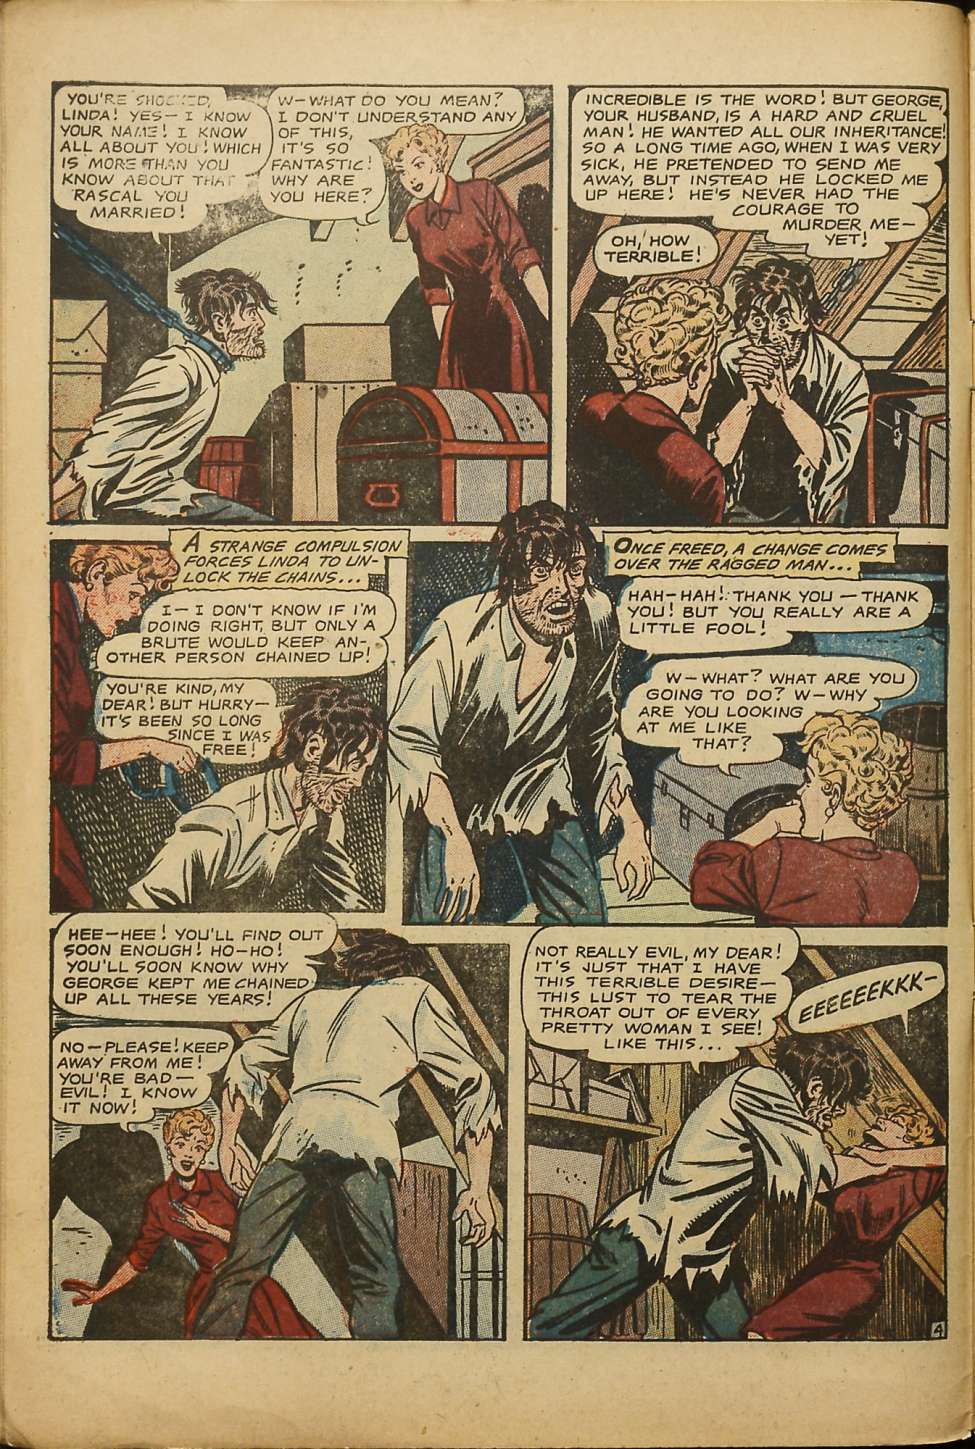 YOU'RE SHOCKED,
LINDA! YES— I KNOW
YOUR NAME! I KNOW
ALL ABOUT YOU! WHICH
IS MORE THAN YOU
KNOW ABOUT THAT
RASCAL YOU
MARRIED!
W—WHAT DO YOU MEAN?
I DON'T UNDERSTAND ANY
OF THIS,
IT'S SO
FANTASTIC!
WHY ARE
YOU HERE?
INCREDIBLE IS THE WORD! BUT GEORGE,
YOUR HUSBAND, IS A HARD AND CRUEL
MAN! HE WANTED ALL OUR INHERITANCE!
SO A LONG TIME AGO, WHEN I WAS VERY
SICK, HE PRETENDED TO SEND ME
AWAY, BUT INSTEAD HE LOCKED ME
UP HERE! HE'S NEVER HAD THE
COURAGE TO
MURDER ME—
YET!
OH, HOW
TERRIBLE!
A STRANGE COMPULSION
FORCES LINDA TO UN-
LOCK THE CHAINS...
I— I DON'T KNOW IF I'M
DOING RIGHT, BUT ONLY A
BRUTE WOULD KEEP AN-
OTHER PERSON CHAINED UP!
YOU'RE KIND, MY
DEAR! BUT HURRY—
IT'S BEEN SO LONG
SINCE I WAS
FREE!
ONCE FREED, A CHANGE COMES
OVER THE RAGGED MAN...
HAH—HAH! THANK YOU — THANK
YOU! BUT YOU REALLY ARE A
LITTLE FOOL!
W—WHAT? WHAT ARE YOU
GOING TO DO? W—WHY
ARE YOU LOOKING
AT ME LIKE
THAT?
HEE—HEE! YOU'LL FIND OUT
SOON ENOUGH! HO—HO!
YOU'LL SOON KNOW WHY
GEORGE KEPT ME CHAINED
UP ALL THESE YEARS!
NO—PLEASE! KEEP
AWAY FROM ME!
YOU'RE BAD—
EVIL! I KNOW
IT NOW!
NOT REALLY EVIL, MY DEAR!
IT'S JUST THAT I HAVE
THIS TERRIBLE DESIRE—
THIS LUST TO TEAR THE
THROAT OUT OF EVERY
PRETTY WOMAN I SEE!
LIKE THIS...
EEEEEEKKK—
4